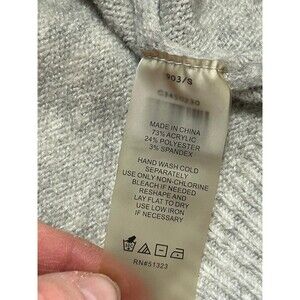 903/S
MADE IN CHINA
73% ACRYLIC
24% POLYESTER
3% SPANDEX
HAND WASH COLD
SEPARATELY
USE ONLY NON-CHLORINE
BLEACH IF NEEDED
RESHAPE AND
LAY FLAT TO DRY
USE LOW IRON
IF NECESSARY
RN#51323